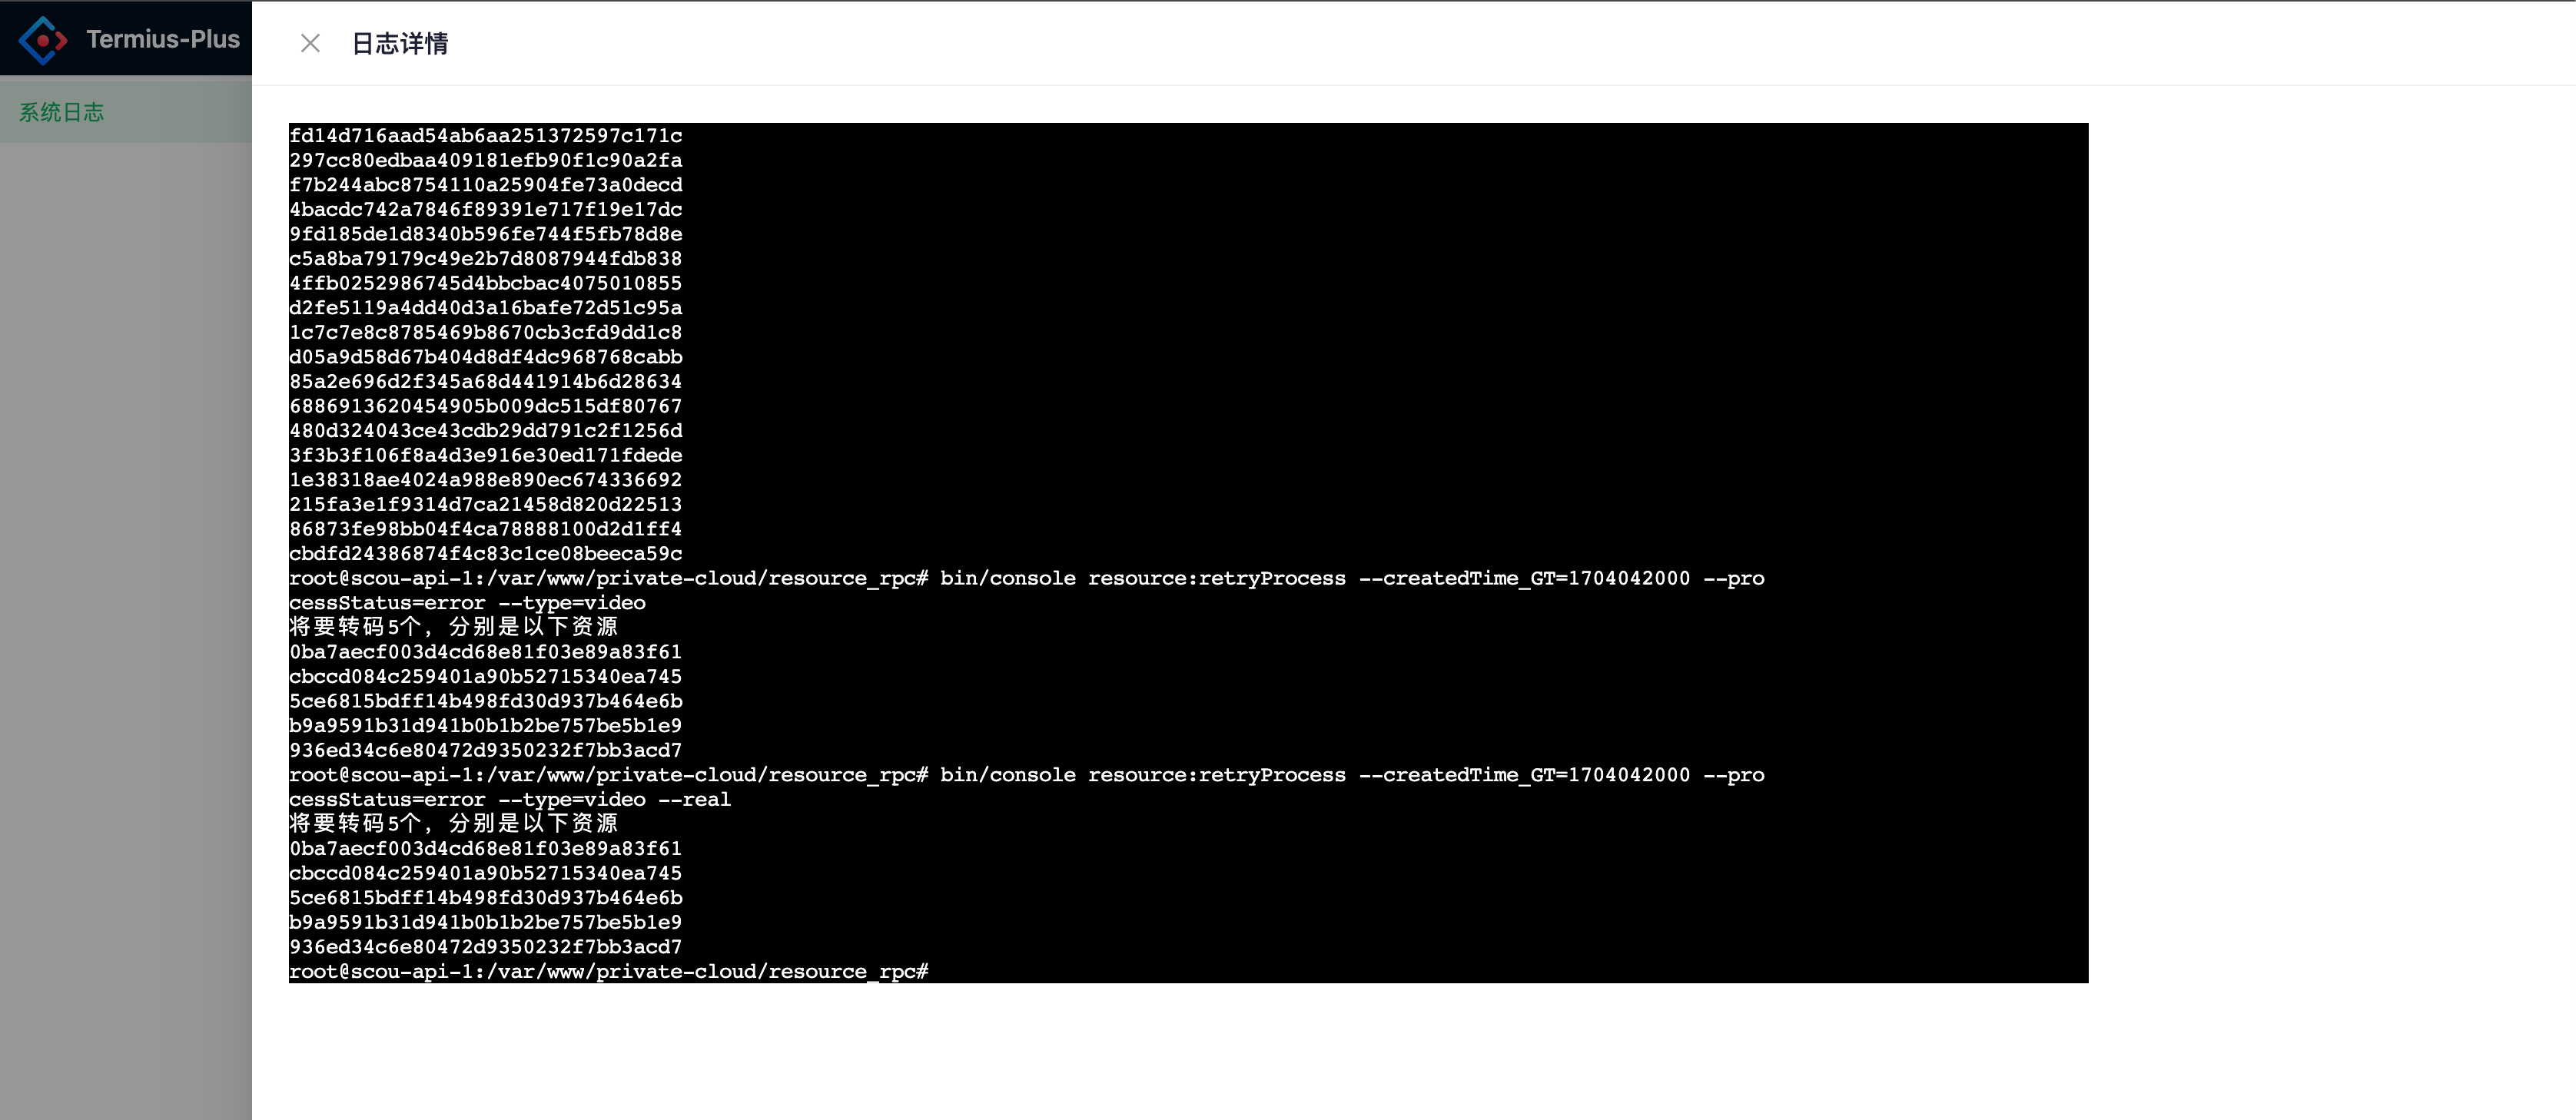 Termius-Plus
日志详情
系统日志
fd14d716aad54ab6aa251372597c171c
297cc80edbaa409181efb90f1c90a2fa
f7b244abc8754110a25904fe73a0decd
4bacdc742a7846f89391e717f19e17dc
9fd185de1d8340b596fe744f5fb78d8e
c5a8ba79179c49e2b7d8087944fdb838
4ffb0252986745d4bbcbac4075010855
d2fe5119a4dd40d3a16bafe72d51c95a
1c7c7e8c8785469b8670cb3cfd9dd1c8
d05a9d58d67b404d8df4dc968768cabb
85a2e696d2f345a68d441914b6d28634
6886913620454905b009dc515df80767
480d324043ce43cdb29dd791c2f1256d
3f3b3f106f8a4d3e916e30ed171fdede
1e38318ae4024a988e890ec674336692
215fa3e1f9314d7ca21458d820d22513
86873fe98bb04f4ca78888100d2d1ff4
cbdfd24386874f4c83c1ce08beeca59c
root@scou-api-1:/var/www/private-cloud/resource_rpc# bin/console resource:retryProcess --createdTime_GT=1704042000 --pro
cessStatus=error --type=video
将要转码5个, 分别是以下资源
0ba7aecf003d4cd68e81f03e89a83f61
cbccd084c259401a90b52715340ea745
5ce6815bdff14b498fd30d937b464e6b
b9a9591b31d941b0b1b2be757be5b1e9
936ed34c6e80472d9350232f7bb3acd7
root@scou-api-1:/var/www/private-cloud/resource_rpc# bin/console resource:retryProcess --createdTime_GT=1704042000 --pro
cessStatus=error --type=video --real
将要转码5个, 分别是以下资源
0ba7aecf003d4cd68e81f03e89a83f61
cbccd084c259401a90b52715340ea745
5ce6815bdff14b498fd30d937b464e6b
b9a9591b31d941b0b1b2be757be5b1e9
936ed34c6e80472d9350232f7bb3acd7
root@scou-api-1:/var/www/private-cloud/resource_rpc#